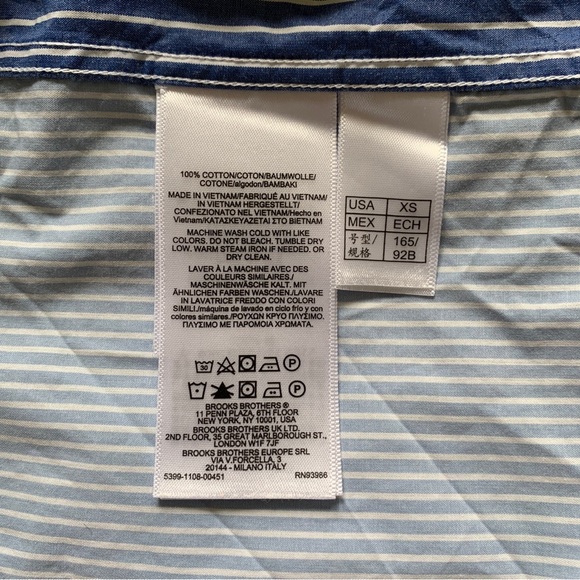 100% COTTON/COTON/BAUMWOLLE/
COTONE/algodon/BAMBAKI
MADE IN VIETNAM/FABRIQUÉ AU VIETNAM/
IN VIETNAM HERGESTELLT/
CONFEZIONATO NEL VIETNAM/Hecho en
Vietnam/ΚΑΤΑΣΚΕΥΑΖΕΤΑΙ ΣΤΟ ΒΙΕΤΝΑΜ
MACHINE WASH COLD WITH LIKE
COLORS. DO NOT BLEACH. TUMBLE DRY
LOW. WARM STEAM IRON IF NEEDED. OR
DRY CLEAN.
LAVER À LA MACHINE AVEC DES
COULEURS SIMILAIRES./
MASCHINENWÄSCHE KALT. MIT
ÄHNLICHEN FARBEN WASCHEN./LAVARE
IN LAVATRICE FREDDO CON COLORI
SIMILI./máquina de lavado en ciclo frío y con
colores similares./ΡΟΥΧΩΝ ΚΡΥΟ ΠΛΥΣΙΜΟ.
ΠΛΥΣΙΜΟ ΜΕ ΠΑΡΟΜΟΙΑ ΧΡΩΜΑΤΑ.
30 P
P
BROOKS BROTHERS ®
11 PENN PLAZA, 6TH FLOOR
NEW YORK, NY 10001, USA
BROOKS BROTHERS UK LTD.
2ND FLOOR, 35 GREAT MARLBOROUGH ST.,
LONDON W1F 7JF
BROOKS BROTHERS EUROPE SRL
VIA V.FORCELLA, 3
20144 - MILANO ITALY
5399-1108-00451 RN93986
USA XS
MEX ECH
号型/ 165/
规格 92B